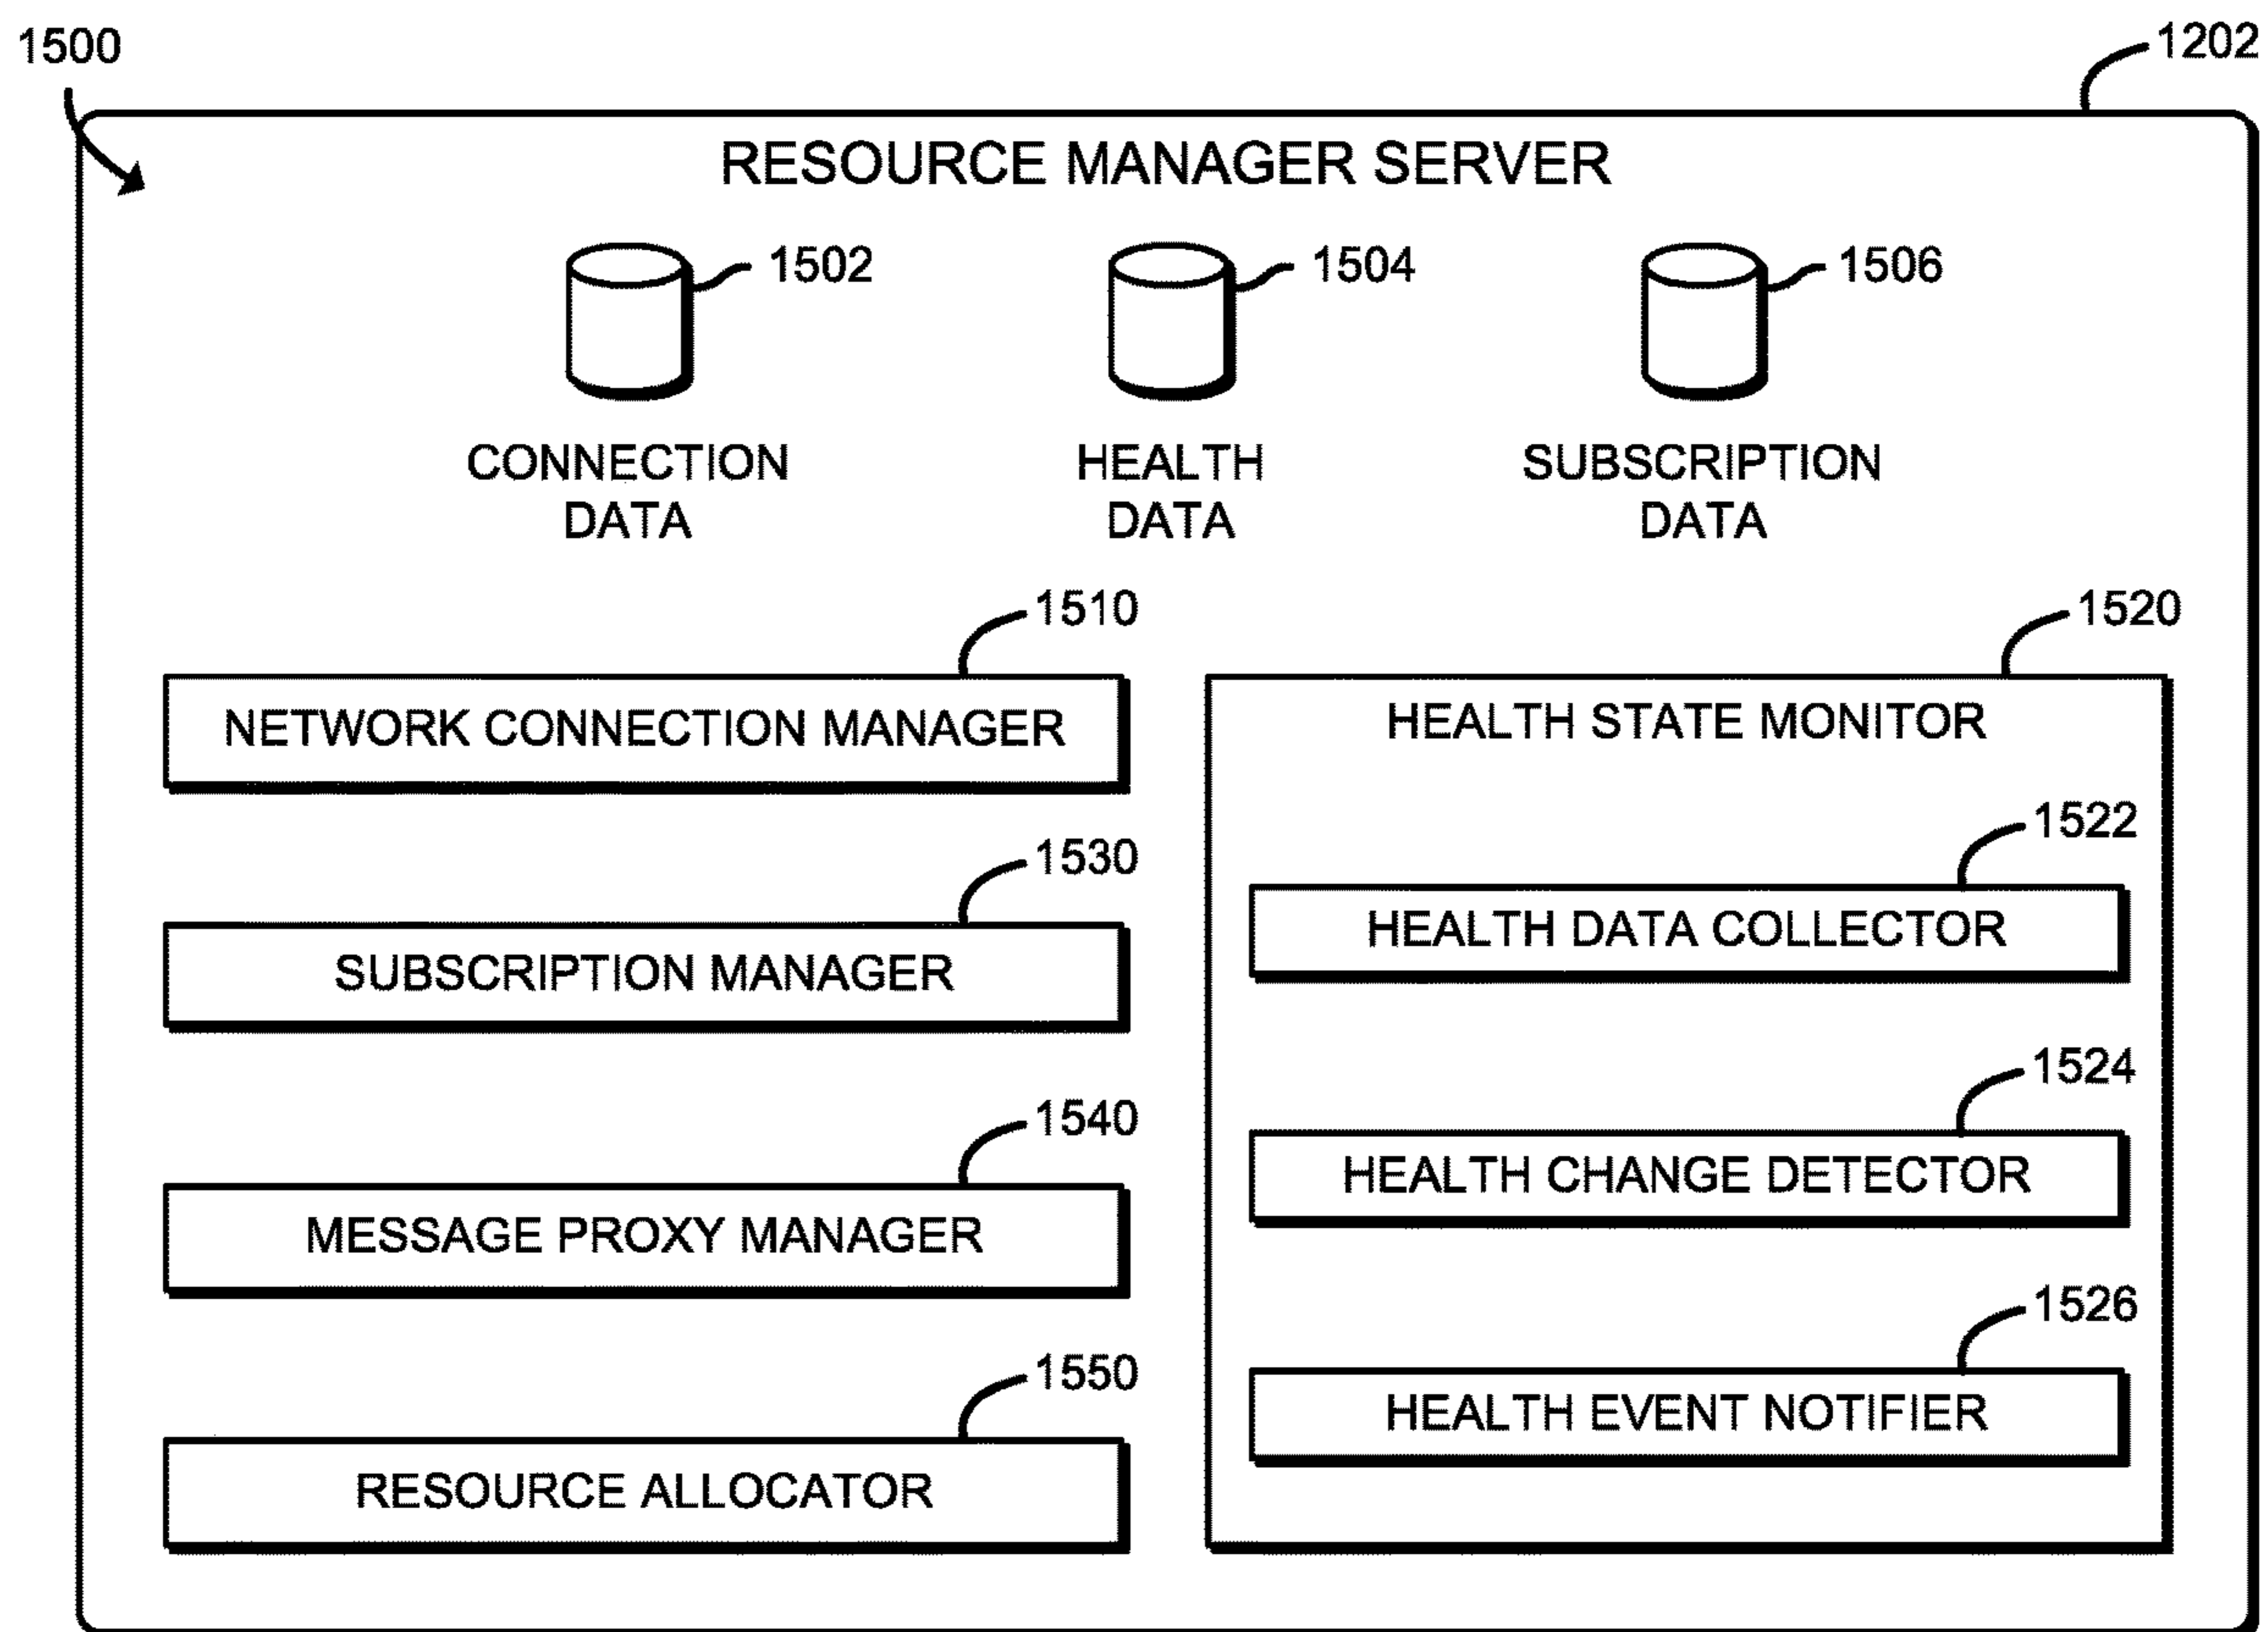 1500
1202
RESOURCE MANAGER SERVER
1502
1504
1506
CONNECTION
DATA
HEALTH
DATA
SUBSCRIPTION
DATA
1510
NETWORK CONNECTION MANAGER
1530
SUBSCRIPTION MANAGER
1540
MESSAGE PROXY MANAGER
1550
RESOURCE ALLOCATOR
1520
HEALTH STATE MONITOR
1522
HEALTH DATA COLLECTOR
1524
HEALTH CHANGE DETECTOR
1526
HEALTH EVENT NOTIFIER